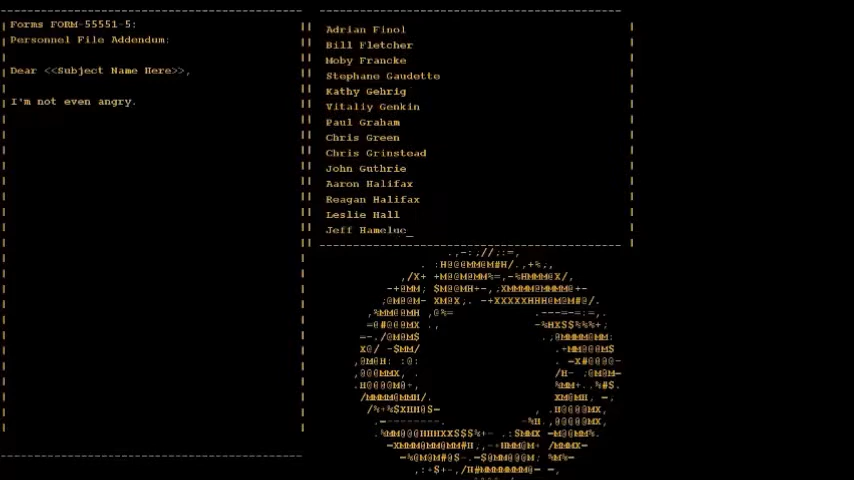 Forms FORM-55551-5:
Personnel File Addendum:
Dear <<Subject Name Here>>,
I'm not even angry.
Adrian Finol
Bill Fletcher
Moby Francke
Stephane Gaudette
Kathy Gehrig
Vitaliy Genkin
Paul Graham
Chris Green
Chris Grinstead
John Guthrie
Aaron Halifax
Reagan Halifax
Leslie Hall
Jeff Hameluc_